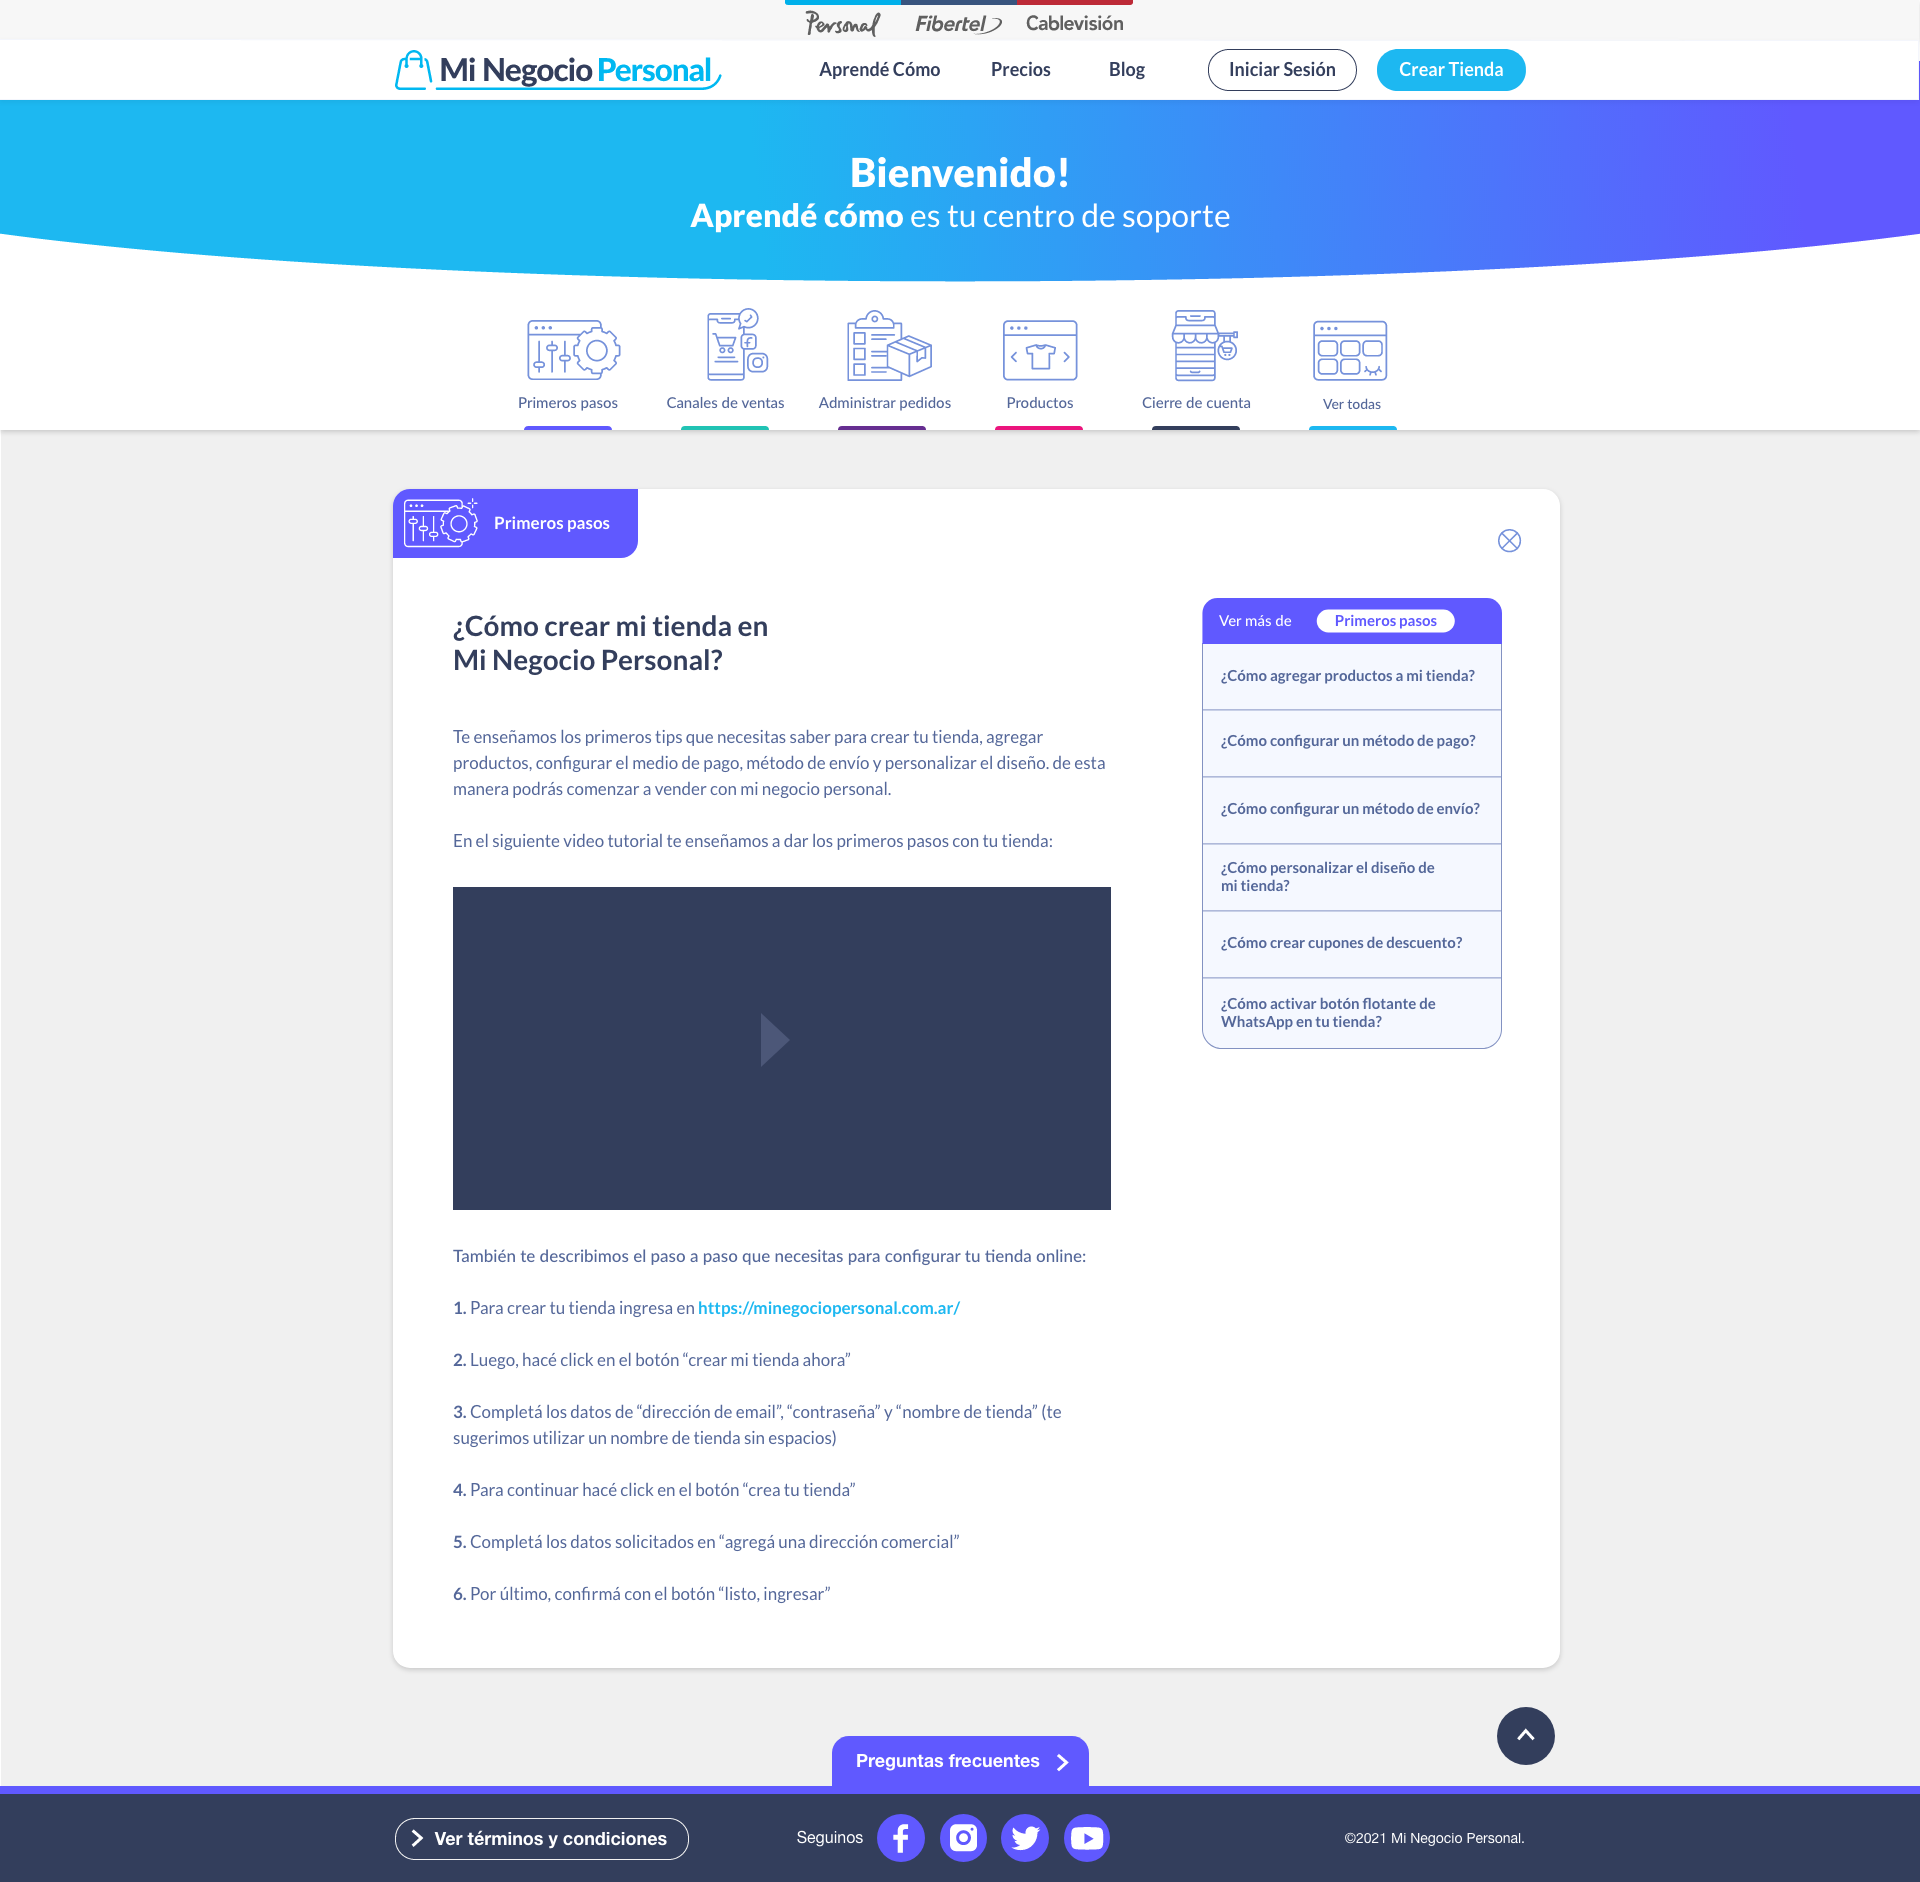 Personal Fibertel Cablevisión
Mi Negocio Personal
Aprendé Cómo
Precios
Blog
Iniciar Sesión
Crear Tienda
Bienvenido!
Aprendé cómo es tu centro de soporte
Primeros pasos
Canales de ventas
Administrar pedidos
Productos
Cierre de cuenta
Ver todas
Primeros pasos
¿Cómo crear mi tienda en
Mi Negocio Personal?
Te enseñamos los primeros tips que necesitas saber para crear tu tienda, agregar
productos, configurar el medio de pago, método de envío y personalizar el diseño. de esta
manera podrás comenzar a vender con mi negocio personal.
En el siguiente video tutorial te enseñamos a dar los primeros pasos con tu tienda:
También te describimos el paso a paso que necesitas para configurar tu tienda online:
1. Para crear tu tienda ingresa en https://minegociopersonal.com.ar/
2. Luego, hacé click en el botón “crear mi tienda ahora”
3. Completá los datos de “dirección de email”, “contraseña” y “nombre de tienda” (te
sugerimos utilizar un nombre de tienda sin espacios)
4. Para continuar hacé click en el botón “crea tu tienda”
5. Completá los datos solicitados en “agregá una dirección comercial”
6. Por último, confirmá con el botón “listo, ingresar”
Ver más de Primeros pasos
¿Cómo agregar productos a mi tienda?
¿Cómo configurar un método de pago?
¿Cómo configurar un método de envío?
¿Cómo personalizar el diseño de
mi tienda?
¿Cómo crear cupones de descuento?
¿Cómo activar botón flotante de
WhatsApp en tu tienda?
Preguntas frecuentes
Ver términos y condiciones
Seguinos
©2021 Mi Negocio Personal.